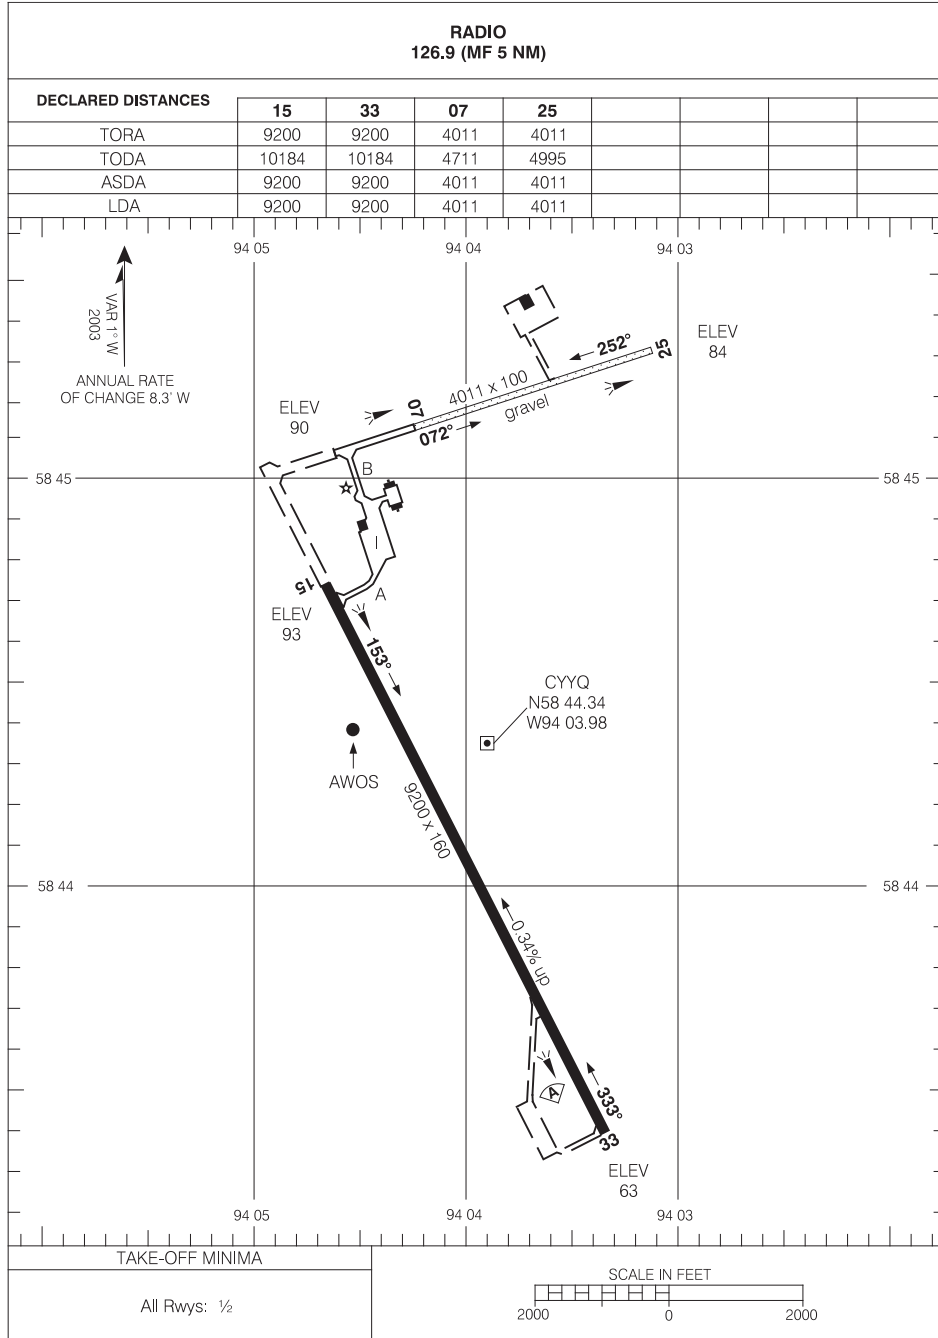 RADIO
126.9 (MF 5 NM)
DECLARED DISTANCES
15 33 07 25
TORA 9200 9200 4011 4011
TODA 10184 10184 4711 4995
ASDA 9200 9200 4011 4011
LDA 9200 9200 4011 4011
94 05 94 04 94 03
VAR 1° W
2003
ANNUAL RATE
OF CHANGE 8.3' W
ELEV
84
25
252°
4011 x 100
gravel
07
072°
ELEV
90
B
58 45 58 45
I
A
15
ELEV
93
153°
CYYQ
N58 44.34
W94 03.98
AWOS
9200 x 160
58 44 58 44
0.34% up
A
333°
33
ELEV
63
94 05 94 04 94 03
TAKE-OFF MINIMA
All Rwys: ½
SCALE IN FEET
2000 0 2000